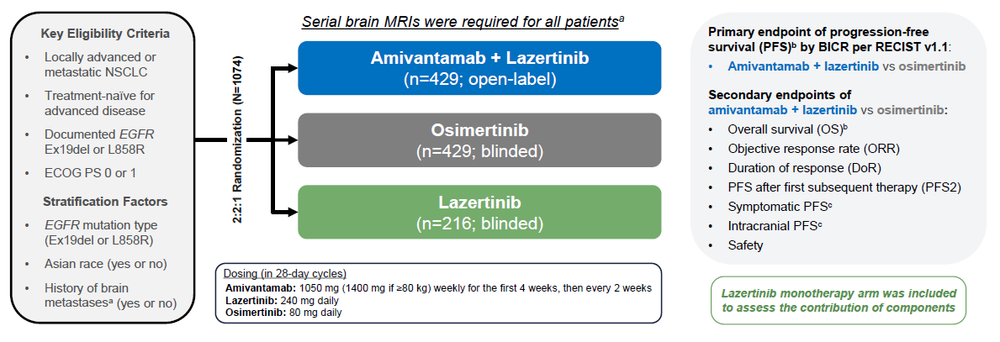 Key Eligibility Criteria
• Locally advanced or
metastatic NSCLC
• Treatment-naïve for
advanced disease
• Documented EGFR
Ex19del or L858R
• ECOG PS 0 or 1
Stratification Factors
• EGFR mutation type
(Ex19del or L858R)
• Asian race (yes or no)
• History of brain
metastasesᵃ (yes or no)
2:2:1 Randomization (N=1074)
Serial brain MRIs were required for all patientsᵃ
Amivantamab + Lazertinib
(n=429; open-label)
Osimertinib
(n=429; blinded)
Lazertinib
(n=216; blinded)
Dosing (in 28-day cycles)
Amivantamab: 1050 mg (1400 mg if ≥80 kg) weekly for the first 4 weeks, then every 2 weeks
Lazertinib: 240 mg daily
Osimertinib: 80 mg daily
Primary endpoint of progression-free
survival (PFS)ᵇ by BICR per RECIST v1.1:
• Amivantamab + lazertinib vs osimertinib
Secondary endpoints of
amivantamab + lazertinib vs osimertinib:
• Overall survival (OS)ᵇ
• Objective response rate (ORR)
• Duration of response (DoR)
• PFS after first subsequent therapy (PFS2)
• Symptomatic PFSᶜ
• Intracranial PFSᶜ
• Safety
Lazertinib monotherapy arm was included
to assess the contribution of components